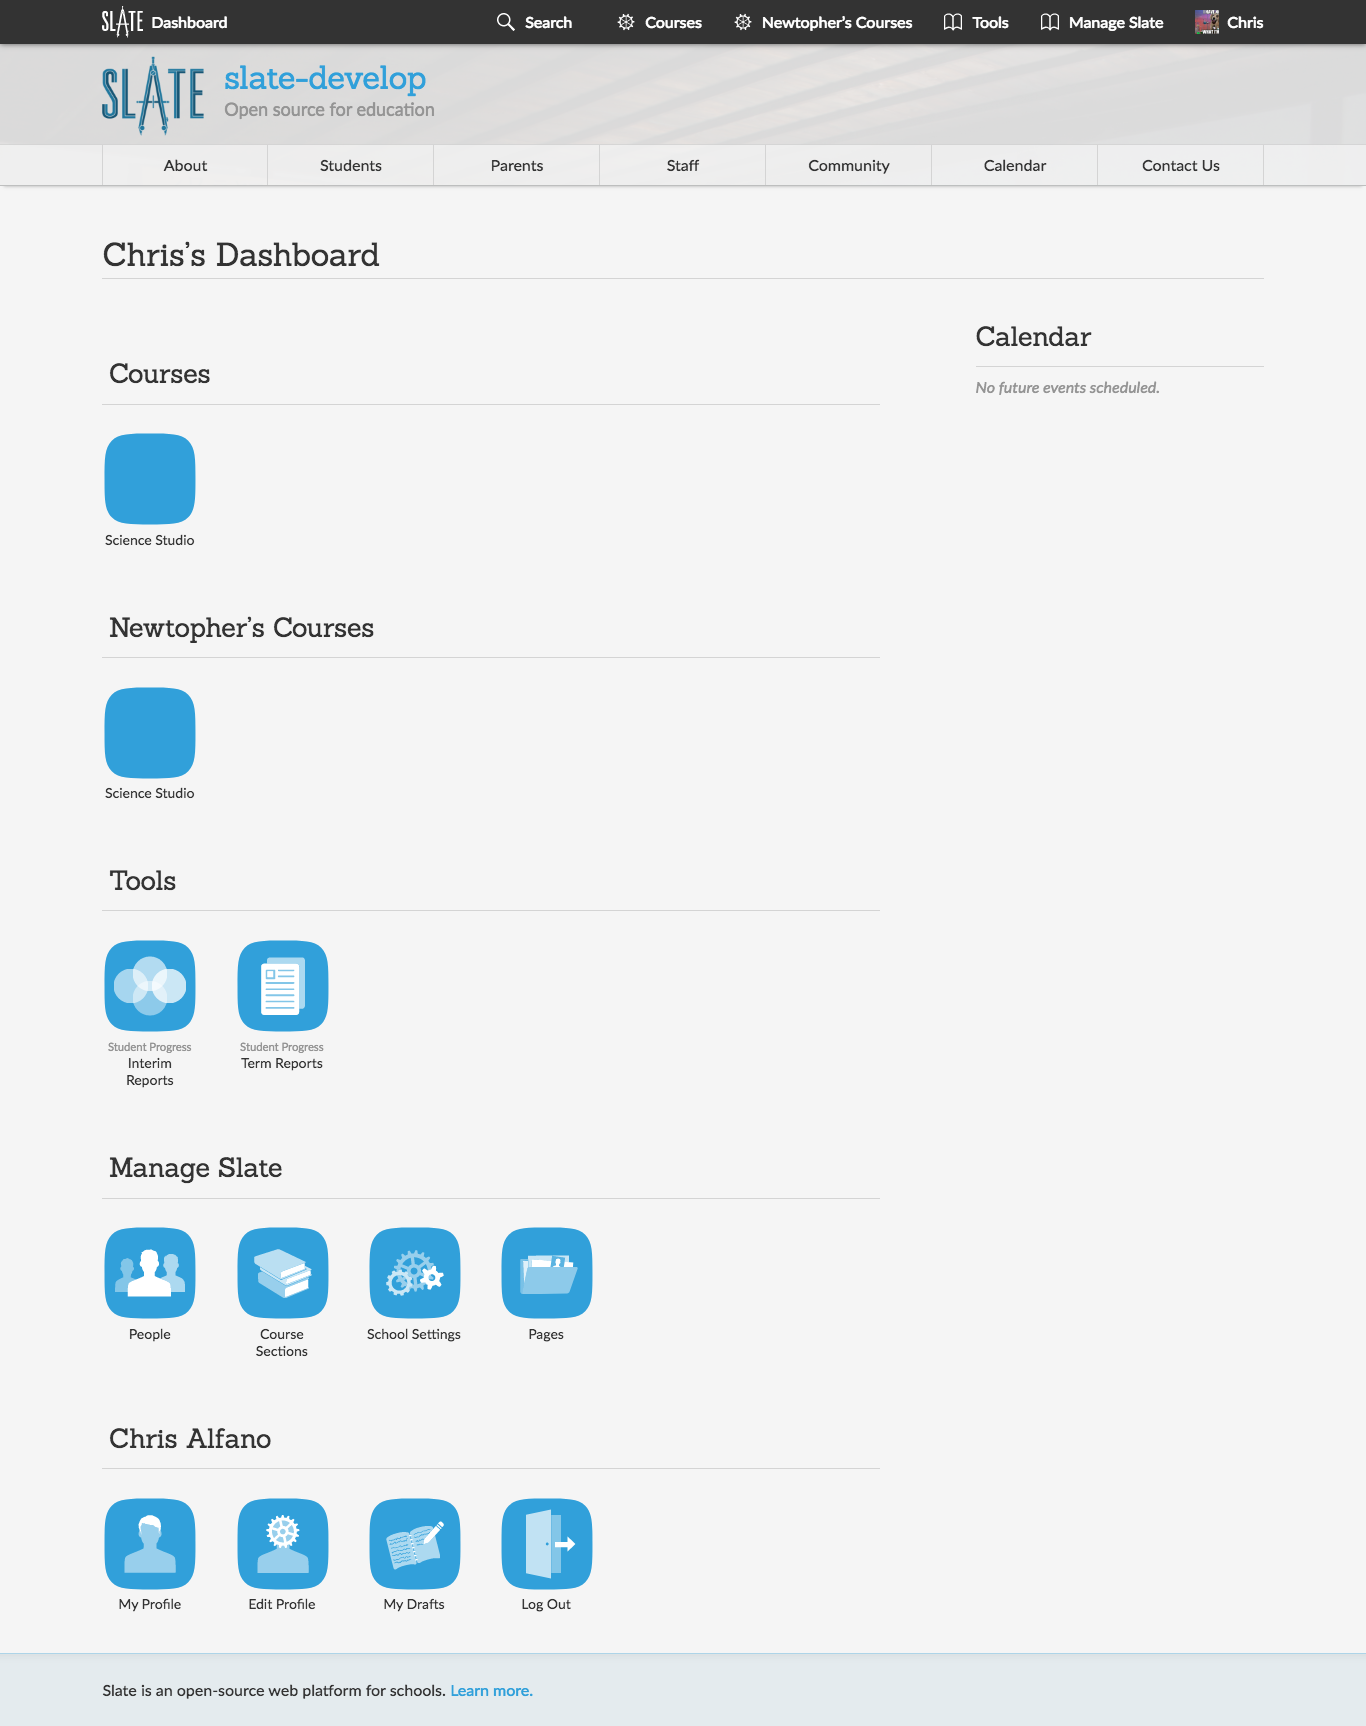 SLATE Dashboard Search Courses Newtopher's Courses Tools Manage Slate Chris
SLATE
slate-develop
Open source for education
About Students Parents Staff Community Calendar Contact Us
Chris's Dashboard
Courses
Science Studio
Newtopher's Courses
Science Studio
Tools
Student Progress
Interim
Reports
Student Progress
Term Reports
Manage Slate
People
Course
Sections
School Settings
Pages
Chris Alfano
My Profile
Edit Profile
My Drafts
Log Out
Calendar
No future events scheduled.
Slate is an open-source web platform for schools. Learn more.